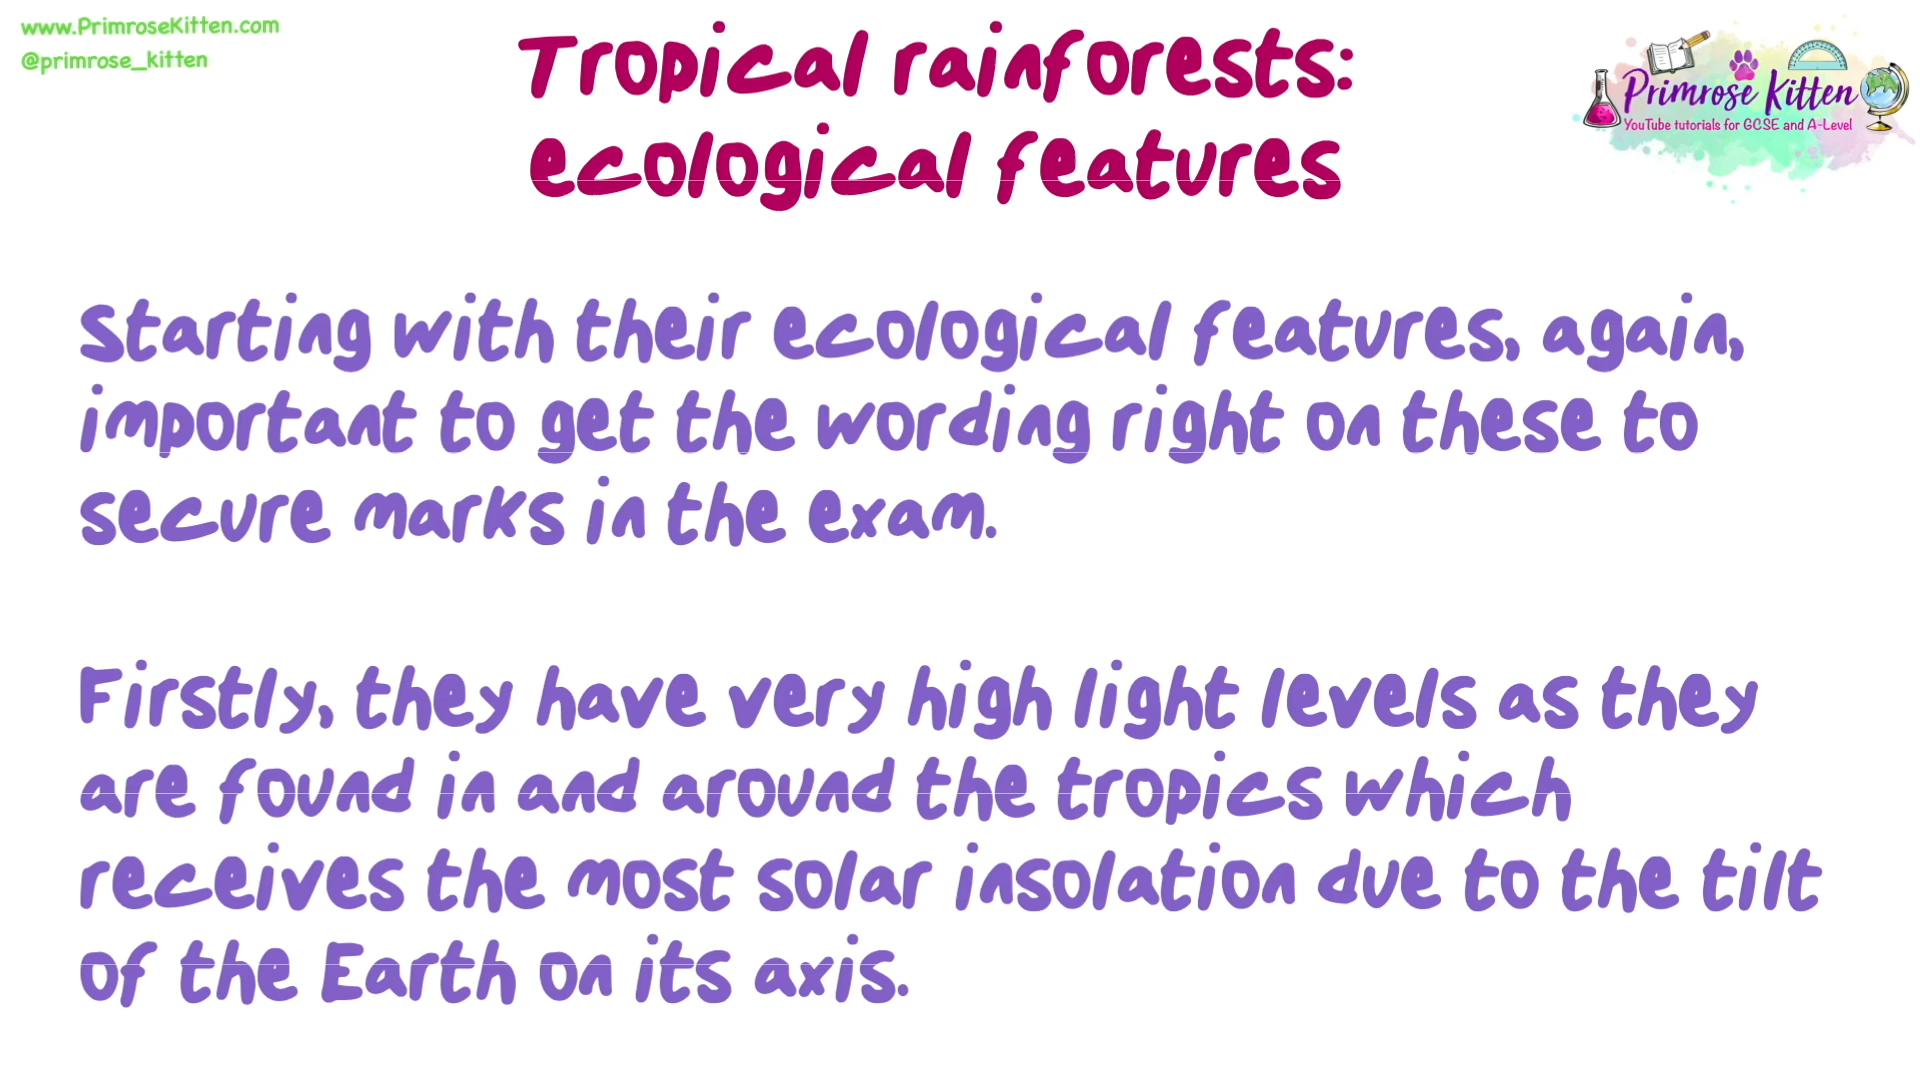 www.PrimroseKitten.com
@primrose_kitten
Tropical rainforests:
ecological features
Primrose Kitten
YouTube tutorials for GCSE and A-Level
Starting with their ecological features, again,
important to get the wording right on these to
secure marks in the exam.
Firstly, they have very high light levels as they
are found in and around the tropics which
receives the most solar insolation due to the tilt
of the Earth on its axis.